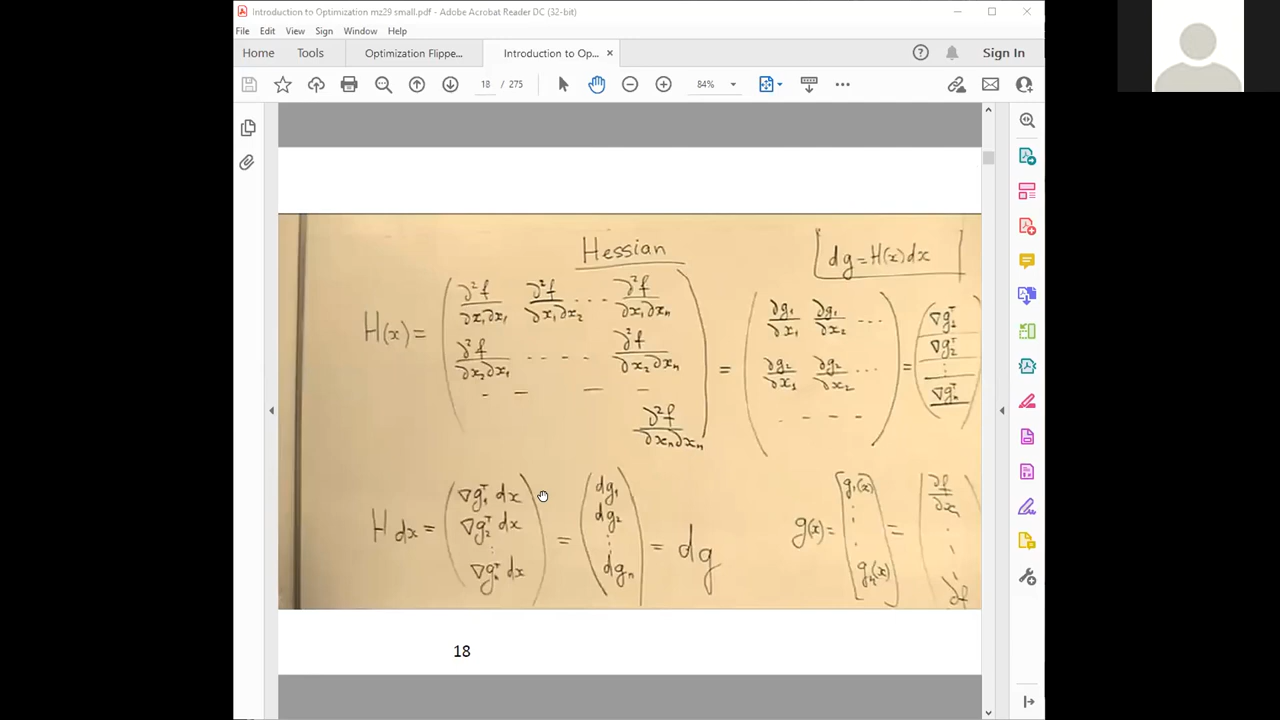 Introduction to Optimization mz29 small.pdf - Adobe Acrobat Reader DC (32-bit)
File Edit View Sign Window Help
Home Tools Optimization Flippe... Introduction to Op... × Sign In
18 / 275 84%
Hessian
dg = H(x)dx
H(x) = ( ∂²f/∂x₁∂x₁ ∂²f/∂x₁∂x₂ ... ∂²f/∂x₁∂xₙ
∂²f/∂x₂∂x₁ - - - - - ∂²f/∂x₂∂xₙ
- - - -
∂²f/∂xₙ∂xₙ ) = ( ∂g₁/∂x₁ ∂g₁/∂x₂ ...
∂g₂/∂x₁ ∂g₂/∂x₂ ...
. - - - ) = ( ∇g₁ᵀ
∇g₂ᵀ
⋮
∇gₙᵀ )
H dx = ( ∇g₁ᵀ dx
∇g₂ᵀ dx
⋮
∇gₙᵀ dx ) = ( dg₁
dg₂
⋮
dgₙ ) = dg
g(x) = [ g₁(x)
⋮
gₙ(x) ] = ( ∂f/∂x₁
⋮
∂f
18